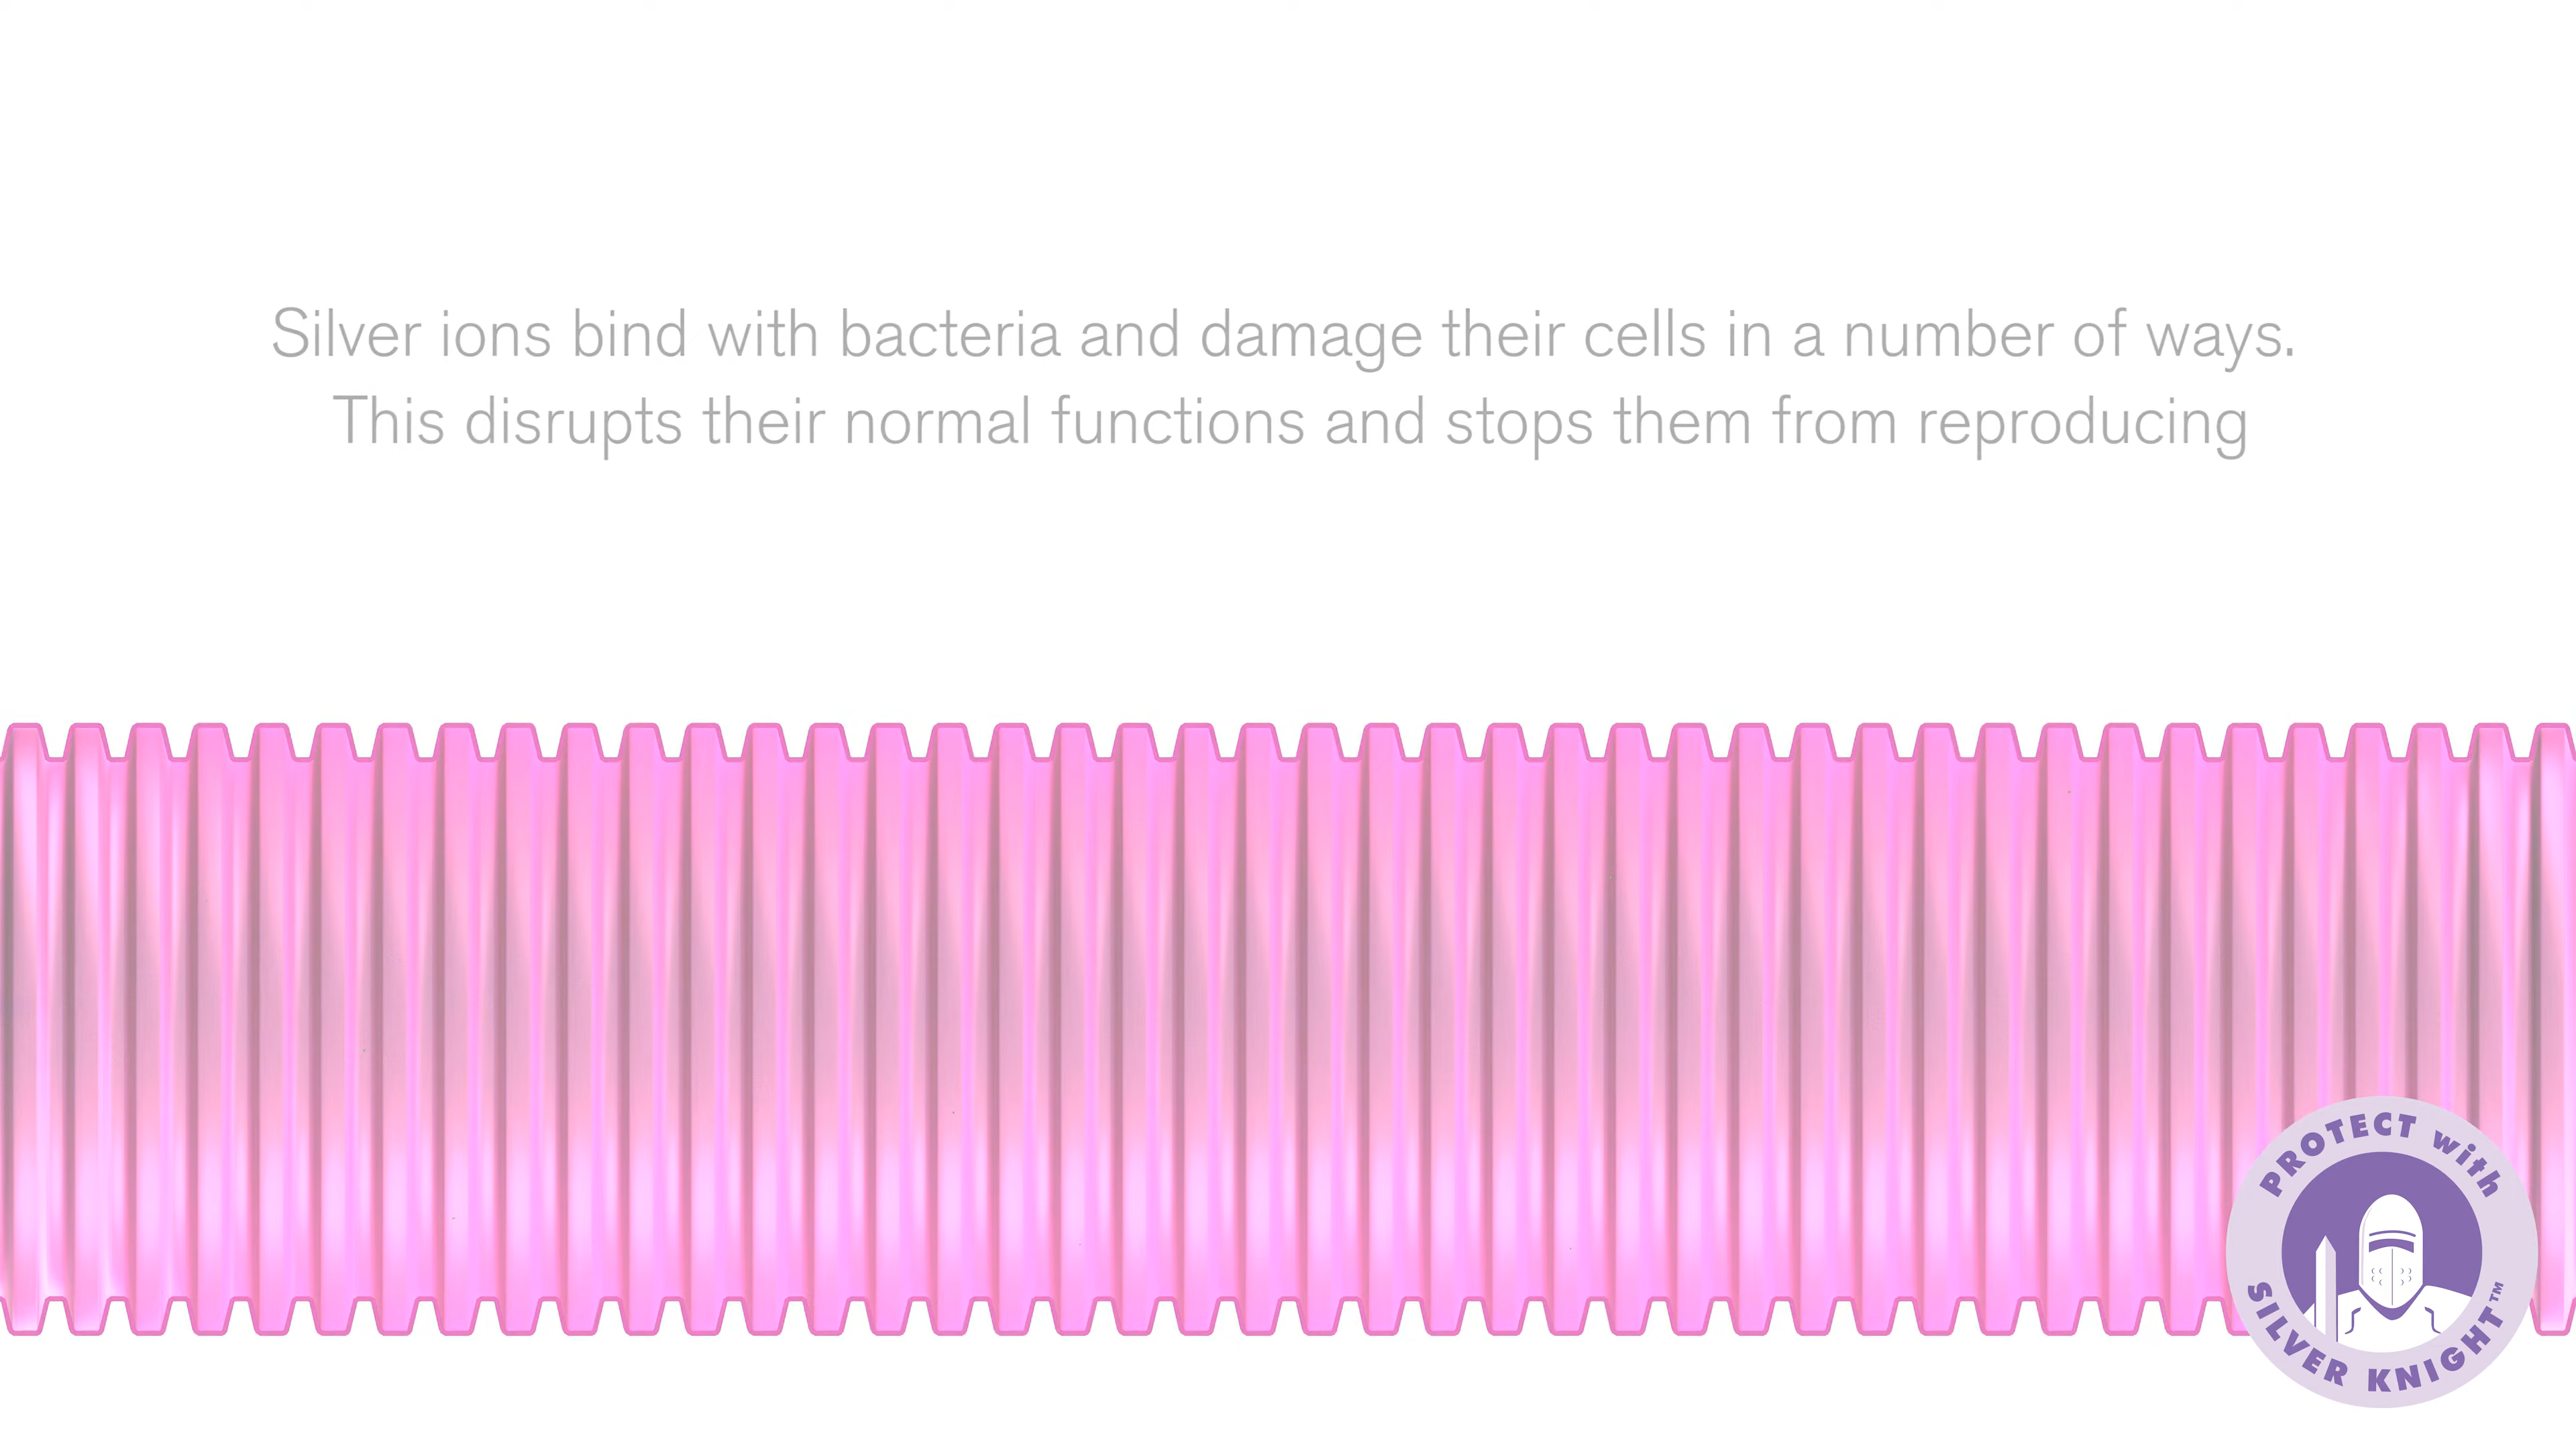 Silver ions bind with bacteria and damage their cells in a number of ways.
This disrupts their normal functions and stops them from reproducing
PROTECT with
SILVER KNIGHT™